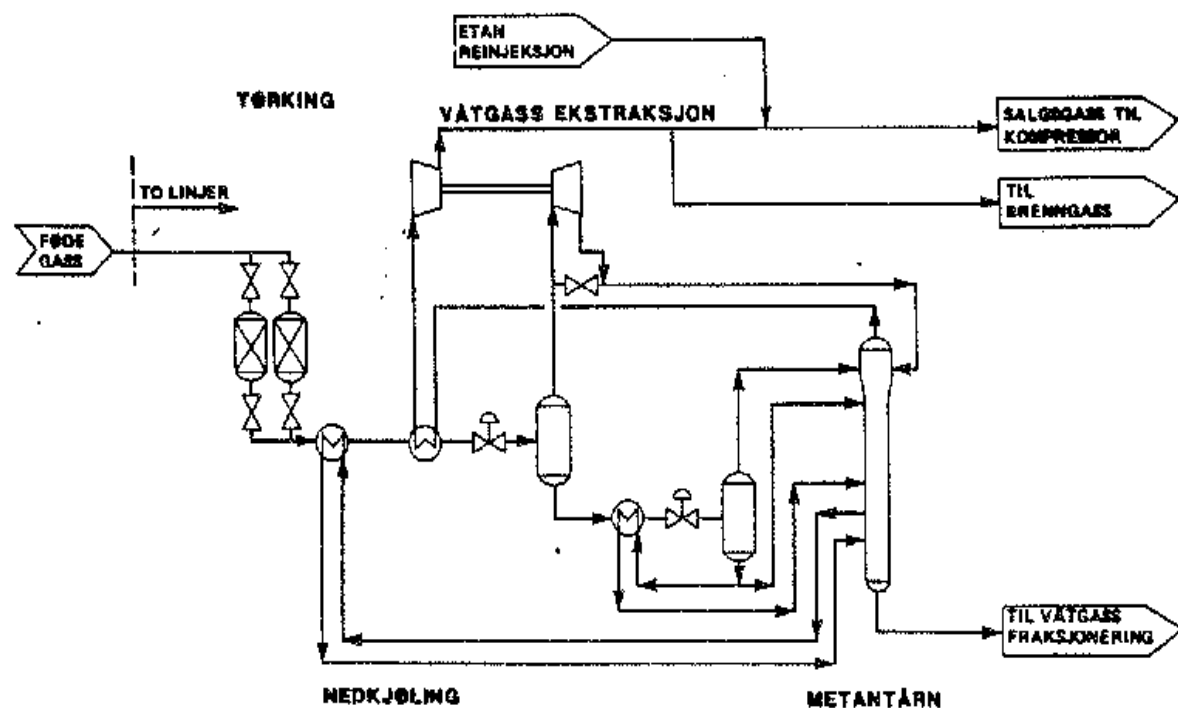 ETAN
REINJEKSJON
TØRKING
VÅTGASS EKSTRAKSJON
SALGSGASS TIL
KOMPRESSOR
TO LINJER
TIL
BRENNGASS
FØDE
GASS
TIL VÅTGASS
FRAKSJONERING
NEDKJØLING
METANTÅRN